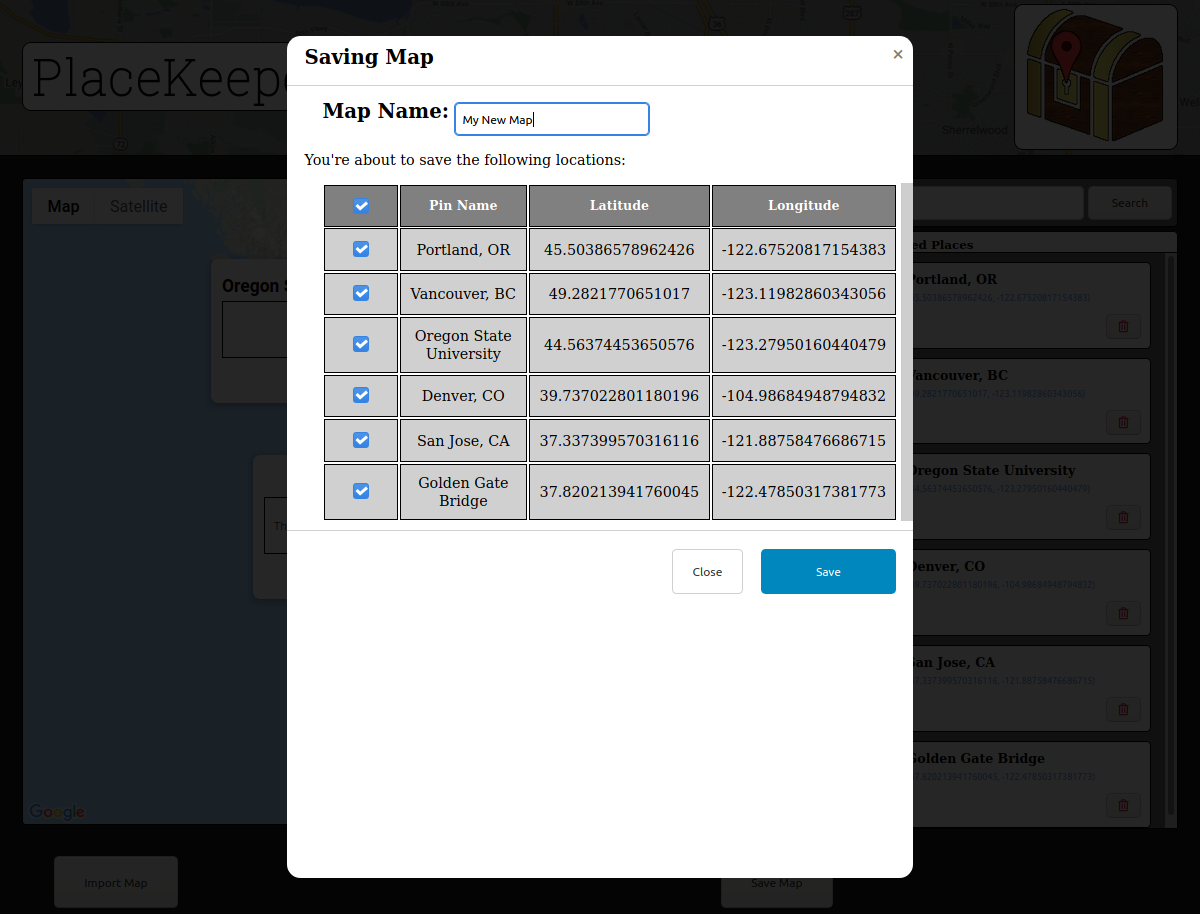 PlaceKeepe
Sherrelwood
Saving Map
×
Map Name: My New Map
You're about to save the following locations:
Pin Name Latitude Longitude
Portland, OR 45.50386578962426 -122.67520817154383
Vancouver, BC 49.2821770651017 -123.11982860343056
Oregon State
University 44.56374453650576 -123.27950160440479
Denver, CO 39.737022801180196 -104.98684948794832
San Jose, CA 37.337399570316116 -121.88758476686715
Golden Gate
Bridge 37.820213941760045 -122.47850317381773
Close Save
Map Satellite
Oregon S
Th
Google
Import Map
Save Map
Search
ed Places
Portland, OR
Vancouver, BC
Oregon State University
Denver, CO
San Jose, CA
Golden Gate Bridge